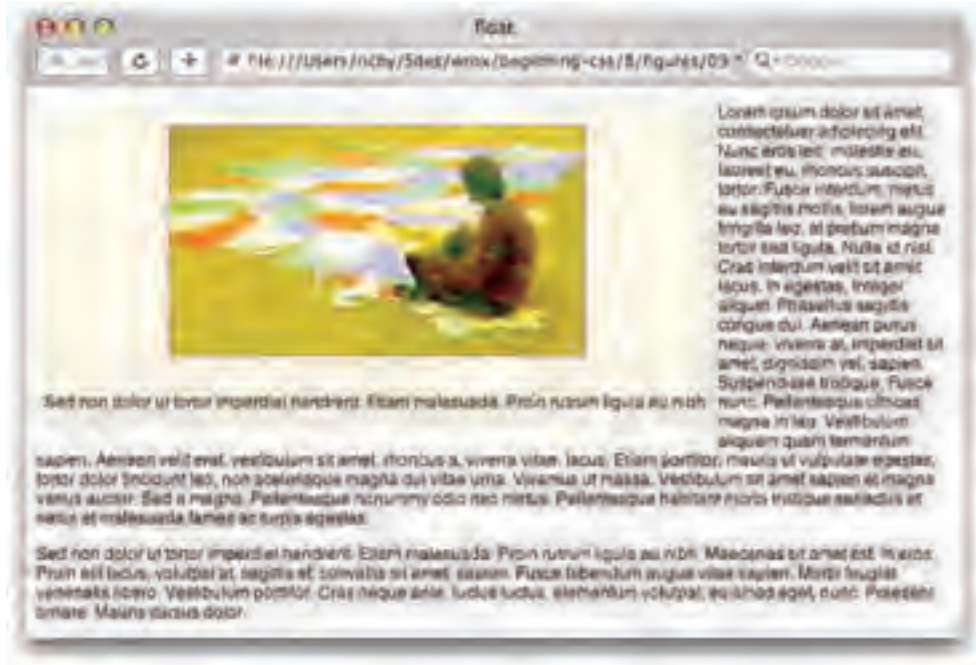 float
Lorem ipsum dolor sit amet,
consectetuer adipiscing elit.
Nunc eros leo, molestie eu,
laoreet eu, rhoncus suscipit,
tortor. Fusce interdum, metus
eu sagittis mollis, lorem augue
fringilla leo, at pretium magna
tortor sed ligula. Nulla id nisl.
Cras interdum velit sit amet
lacus. In egestas. Integer
aliquet. Phasellus sagittis
congue dui. Aenean purus
neque, viverra at, imperdiet sit
amet, dignissim vel, sapien.
Suspendisse tristique. Fusce
nunc. Pellentesque ultrices
magna in leo. Vestibulum
aliquam quam fermentum
Sed non dolor ut tortor imperdiet hendrerit. Etiam malesuada. Proin rutrum ligula eu nibh
sapien. Aenean velit erat, vestibulum sit amet, rhoncus a, viverra vitae, lacus. Etiam porttitor, mauris ut vulputate egestas,
tortor dolor tincidunt leo, non scelerisque magna dui vitae urna. Vivamus ut massa. Vestibulum sit amet sapien et magna
varius auctor. Sed a magna. Pellentesque nonummy odio nec metus. Pellentesque habitant morbi tristique senectus et
netus et malesuada fames ac turpis egestas.
Sed non dolor ut tortor imperdiet hendrerit. Etiam malesuada. Proin rutrum ligula eu nibh. Maecenas sit amet est. In eros.
Proin elit lacus, volutpat at, sagittis et, convallis sit amet, sapien. Fusce bibendum augue vitae sapien. Morbi feugiat
venenatis libero. Vestibulum porttitor. Cras neque ante, luctus luctus, elementum volutpat, euismod eget, nunc. Praesent
ornare. Mauris cursus dolor.